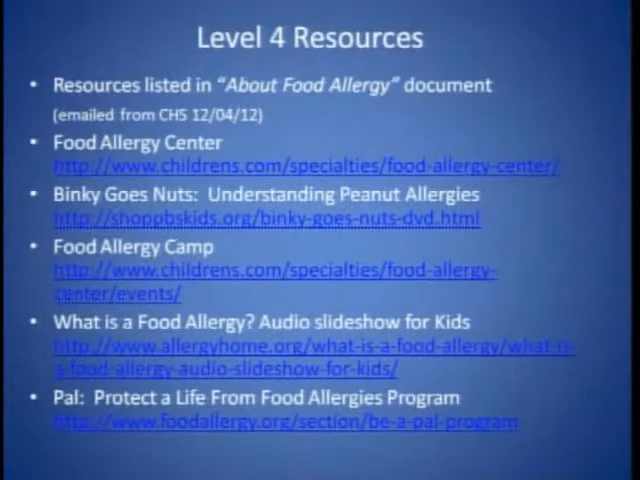 Level 4 Resources
• Resources listed in “About Food Allergy” document
(emailed from CHS 12/04/12)
• Food Allergy Center
http://www.childrens.com/specialties/food-allergy-center/
• Binky Goes Nuts: Understanding Peanut Allergies
http://shoppbskids.org/binky-goes-nuts-dvd.html
• Food Allergy Camp
http://www.childrens.com/specialties/food-allergy-
center/events/
• What is a Food Allergy? Audio slideshow for Kids
http://www.allergyhome.org/what-is-a-food-allergy/what-is-
a-food-allergy-audio-slideshow-for-kids/
• Pal: Protect a Life From Food Allergies Program
http://www.foodallergy.org/section/be-a-pal-program